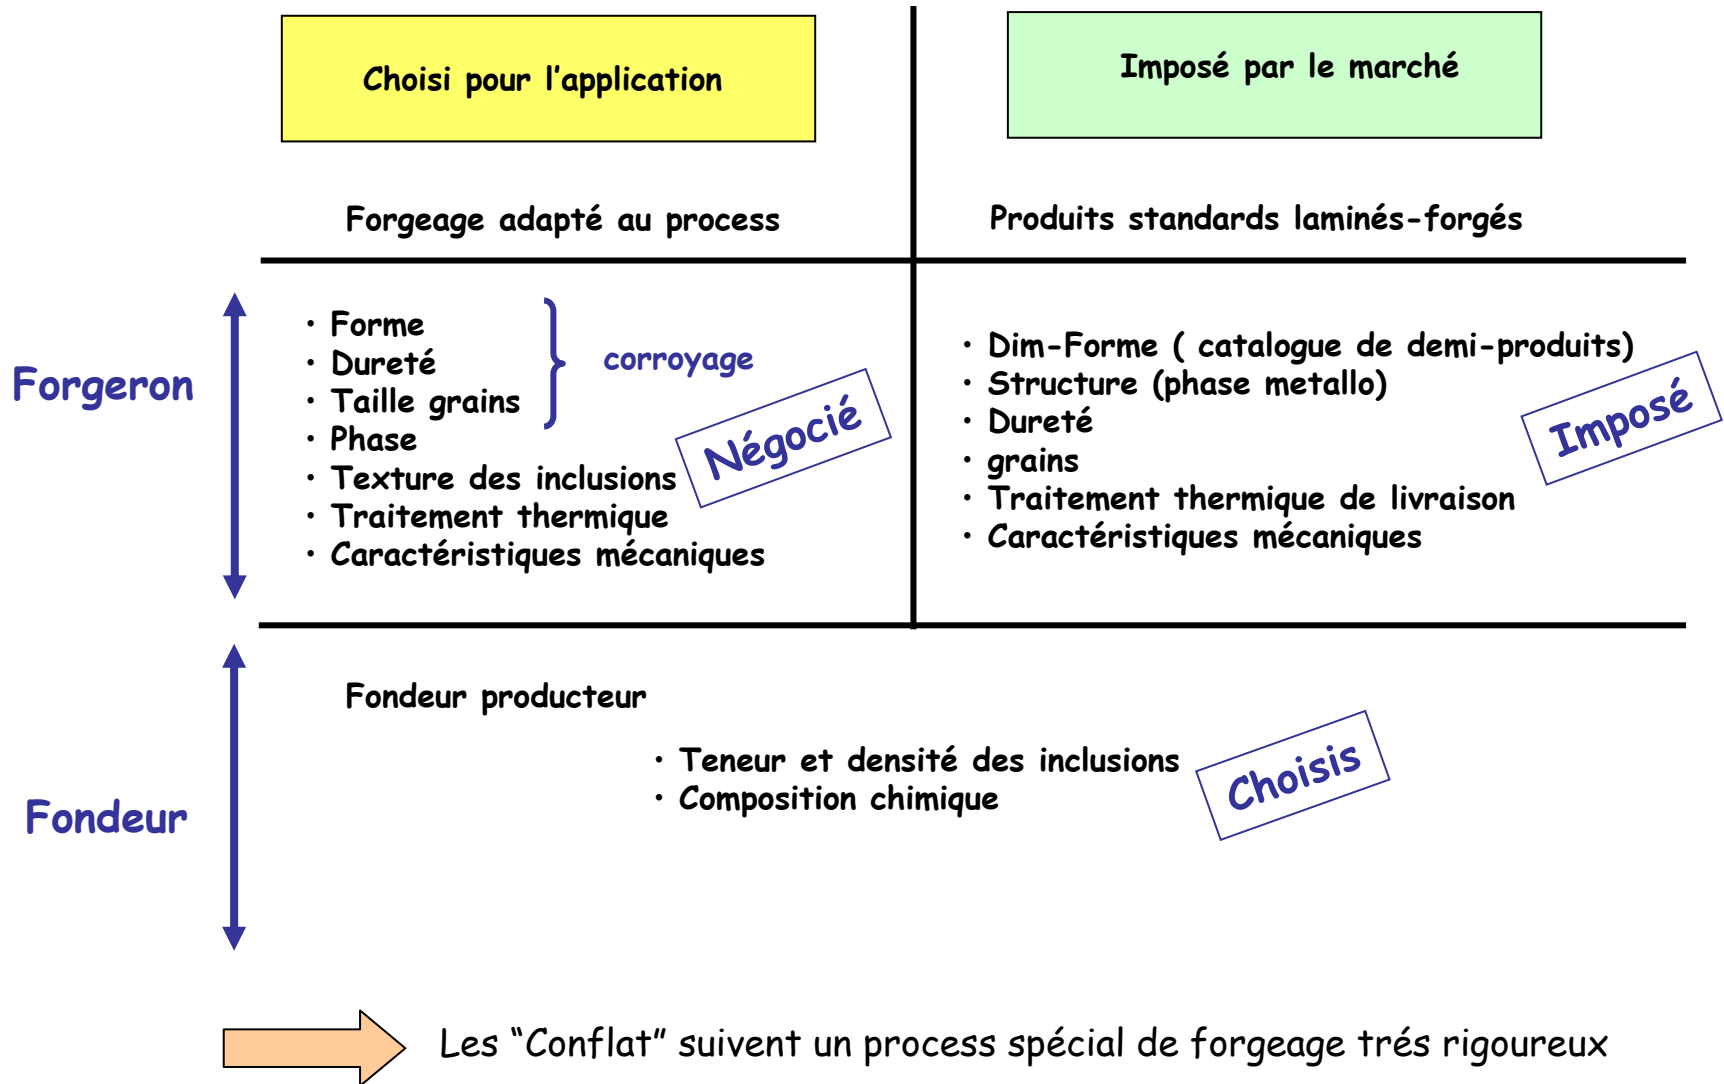 Choisi pour l'application
Imposé par le marché
Forgeage adapté au process
Produits standards laminés-forgés
Forgeron
• Forme
• Dureté
• Taille grains
• Phase
• Texture des inclusions
• Traitement thermique
• Caractéristiques mécaniques
corroyage
Négocié
• Dim-Forme ( catalogue de demi-produits)
• Structure (phase metallo)
• Dureté
• grains
• Traitement thermique de livraison
• Caractéristiques mécaniques
Imposé
Fondeur
Fondeur producteur
• Teneur et densité des inclusions
• Composition chimique
Choisis
Les “Conflat” suivent un process spécial de forgeage trés rigoureux